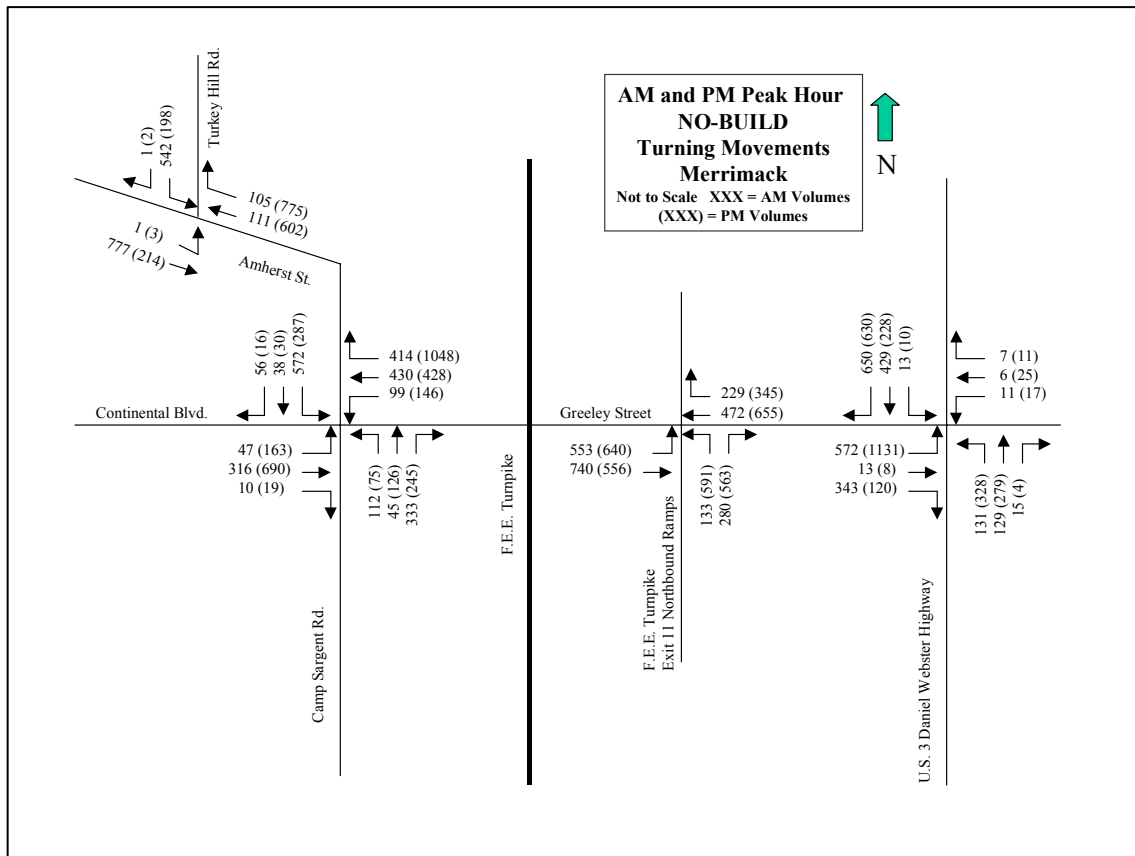 AM and PM Peak Hour
NO-BUILD
Turning Movements
Merrimack
Not to Scale XXX = AM Volumes
(XXX) = PM Volumes
N
Turkey Hill Rd.
1 (2)
542 (198)
105 (775)
111 (602)
1 (3)
777 (214)
Amherst St.
56 (16)
38 (30)
572 (287)
414 (1048)
430 (428)
99 (146)
Continental Blvd.
47 (163)
316 (690)
10 (19)
112 (75)
45 (126)
333 (245)
Camp Sargent Rd.
F.E.E. Turnpike
229 (345)
472 (655)
Greeley Street
553 (640)
740 (556)
133 (591)
280 (563)
F.E.E. Turnpike
Exit 11 Northbound Ramps
650 (630)
429 (228)
13 (10)
7 (11)
6 (25)
11 (17)
572 (1131)
13 (8)
343 (120)
131 (328)
129 (279)
15 (4)
U.S. 3 Daniel Webster Highway